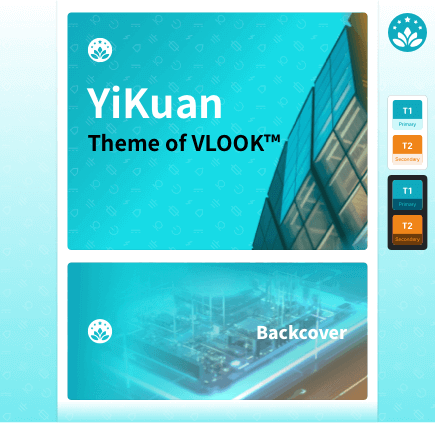 YiKuan
Theme of VLOOK™
Backcover
T1
Primary
T2
Secondary
T1
Primary
T2
Secondary